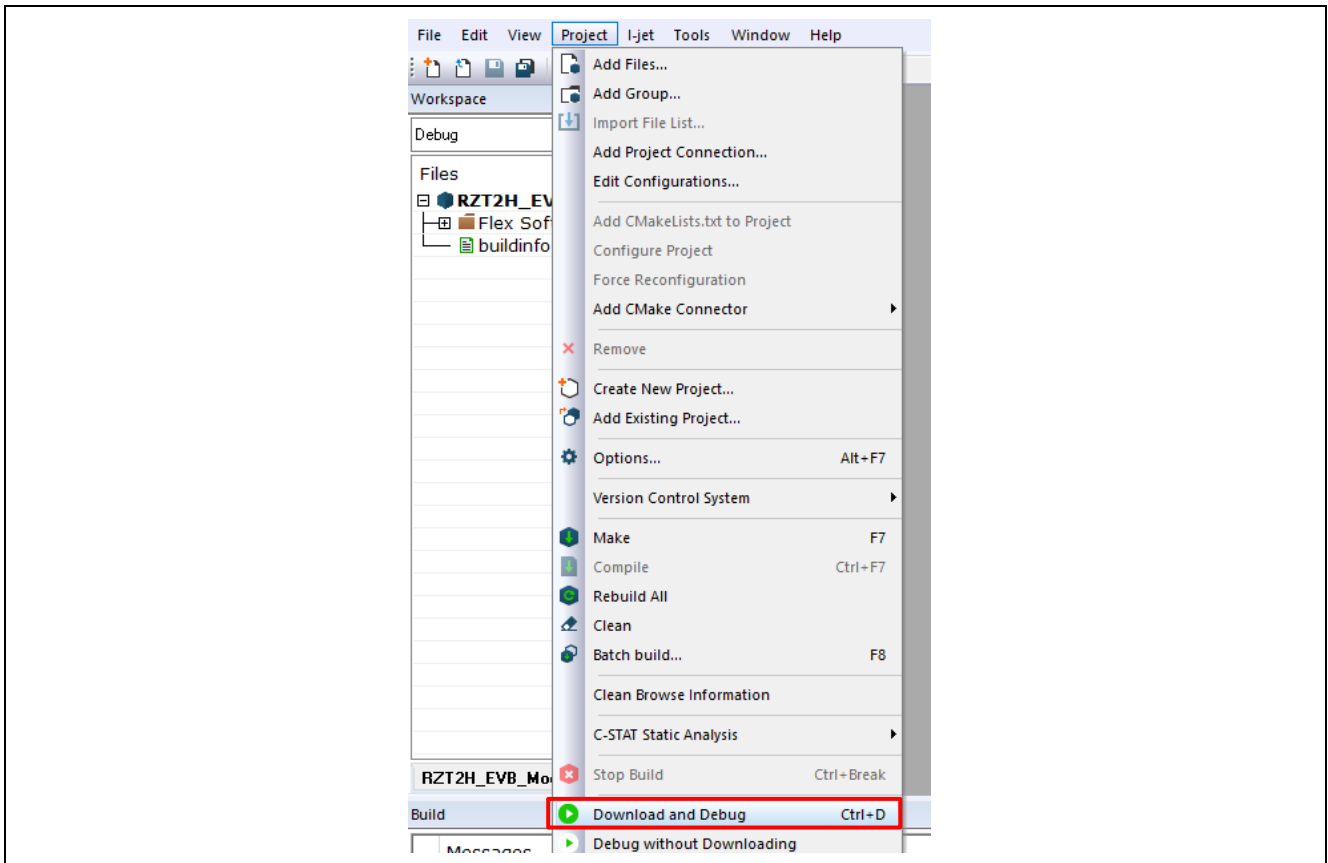 File Edit View Project I-jet Tools Window Help
Workspace
Debug
Files
RZT2H_EV
Flex Sof
buildinfo
RZT2H_EVB_Mo
Build
Messages
Add Files...
Add Group...
Import File List...
Add Project Connection...
Edit Configurations...
Add CMakeLists.txt to Project
Configure Project
Force Reconfiguration
Add CMake Connector
Remove
Create New Project...
Add Existing Project...
Options... Alt+F7
Version Control System
Make F7
Compile Ctrl+F7
Rebuild All
Clean
Batch build... F8
Clean Browse Information
C-STAT Static Analysis
Stop Build Ctrl+Break
Download and Debug Ctrl+D
Debug without Downloading